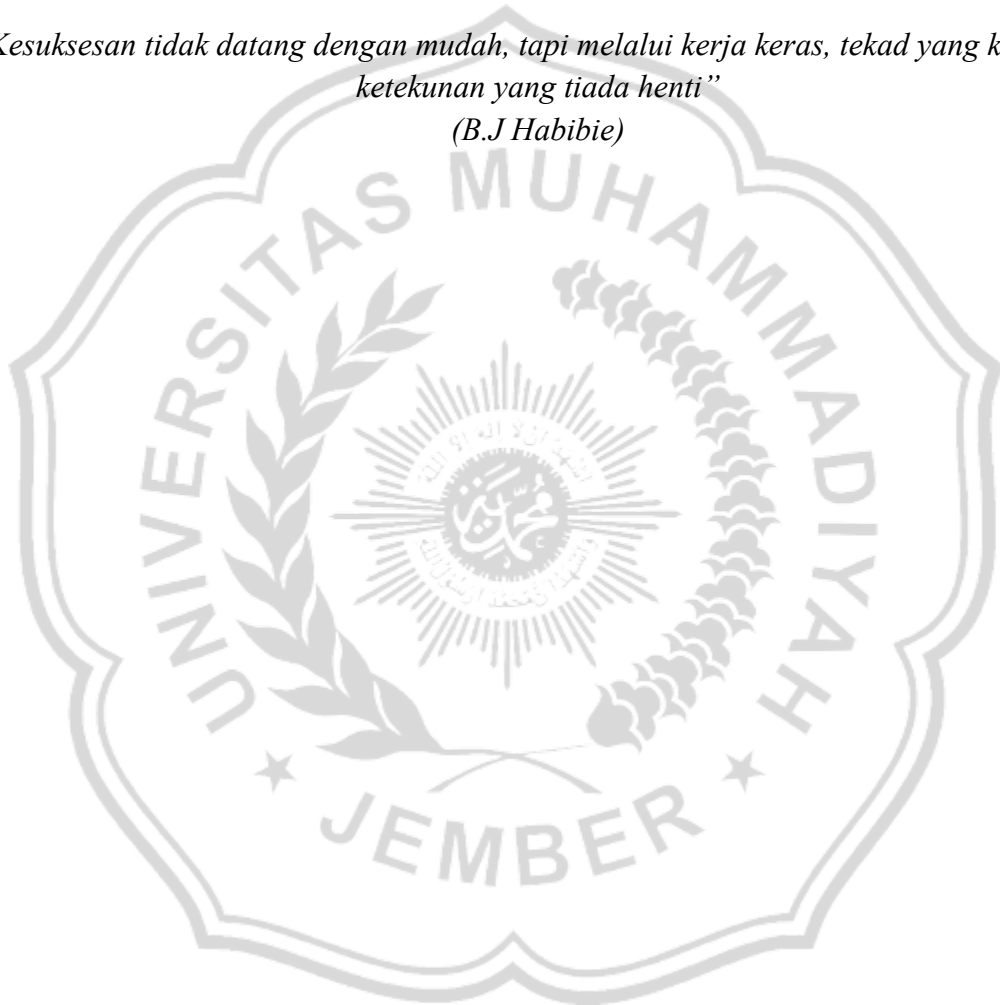 Kesuksesan tidak datang dengan mudah, tapi melalui kerja keras, tekad yang k
ketekunan yang tiada henti”
(B.J Habibie)
UNIVERSITAS MUHAMMADIYAH
JEMBER